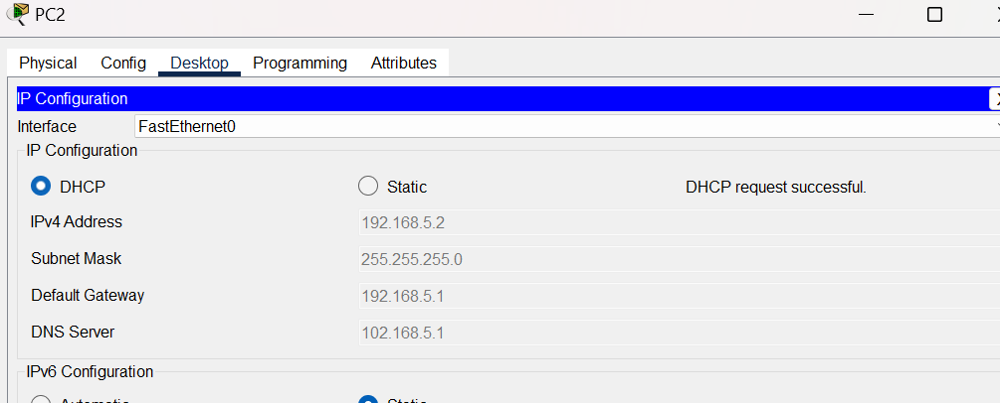 PC2
Physical Config Desktop Programming Attributes
IP Configuration
Interface FastEthernet0
IP Configuration
DHCP Static DHCP request successful.
IPv4 Address 192.168.5.2
Subnet Mask 255.255.255.0
Default Gateway 192.168.5.1
DNS Server 102.168.5.1
IPv6 Configuration
Automatic Static